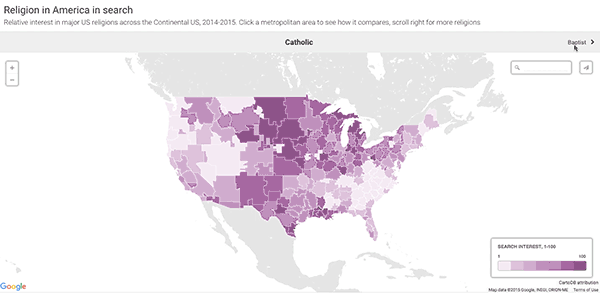 Religion in America in search
Relative interest in major US religions across the Continental US, 2014-2015. Click a metropolitan area to see how it compares, scroll right for more religions
Catholic
Baptist >
+
−
SEARCH INTEREST, 1-100
1 100
CartoDB attribution
Google
Map data ©2015 Google, INEGI, ORION-ME Terms of Use